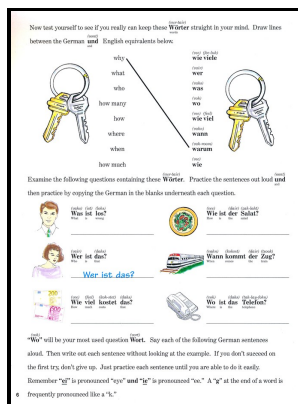 Now test yourself to see if you really can keep these Wörter straight in your mind. Draw lines
between the German und English equivalents below.
why wie viele
what wer
who was
how many wo
how wie viel
where wann
when warum
how much wie
Examine the following questions containing these Wörter. Practice the sentences out loud und
then practice by copying the German in the blanks underneath each question.
Was ist los? Wie ist der Salat?
Wer ist das? Wann kommt der Zug?
Wer ist das?
Wie viel kostet das? Wo ist das Telefon?
"Wo" will be your most used question Wort. Say each of the following German sentences
aloud. Then write out each sentence without looking at the example. If you don't succeed on
the first try, don't give up. Just practice each sentence until you are able to do it easily.
Remember "ei" is pronounced "eye" und "ie" is pronounced "ee." A "g" at the end of a word is
6 frequently pronounced like a "k."